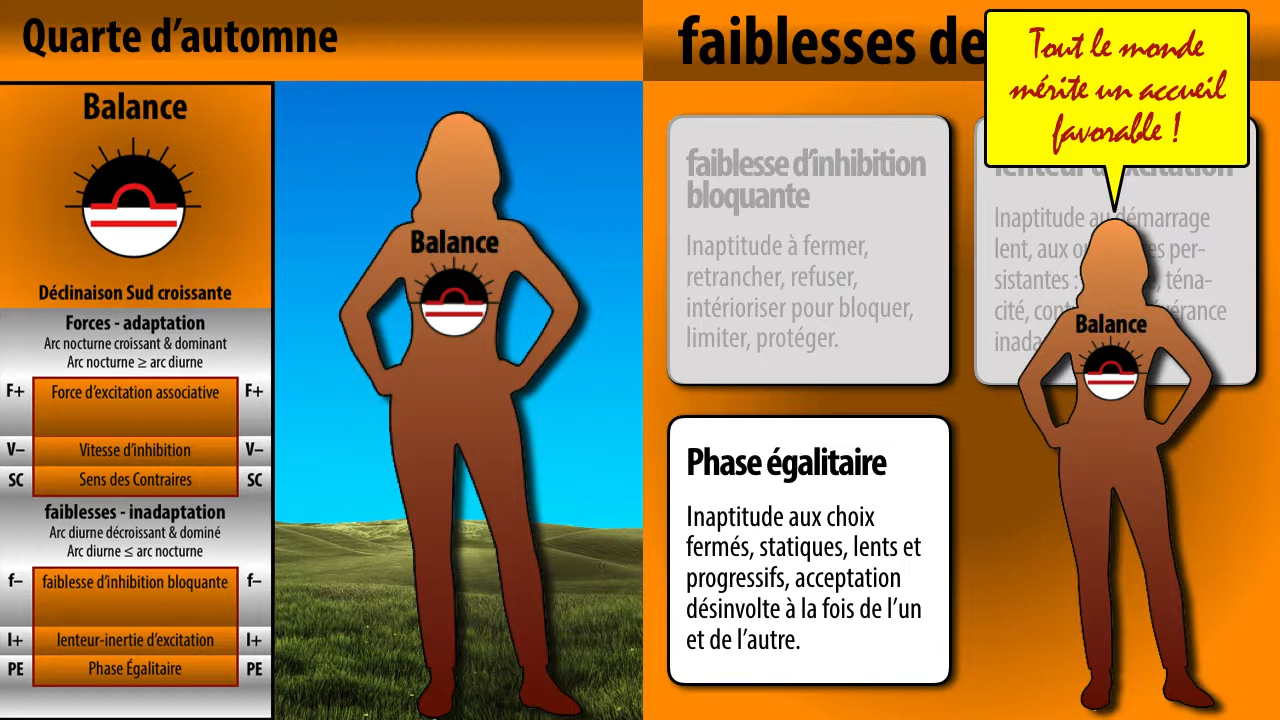 Quarte d’automne
Balance
Déclinaison Sud croissante
Forces - adaptation
Arc nocturne croissant & dominant
Arc nocturne ≥ arc diurne
F+ Force d’excitation associative F+
V– Vitesse d’inhibition V–
SC Sens des Contraires SC
faiblesses - inadaptation
Arc diurne décroissant & dominé
Arc diurne ≤ arc nocturne
f– faiblesse d’inhibition bloquante f–
I+ lenteur-inertie d’excitation I+
PE Phase Égalitaire PE
Balance
faiblesses de
Tout le monde
mérite un accueil
favorable !
faiblesse d’inhibition
bloquante
Inaptitude à fermer,
retrancher, refuser,
intérioriser pour bloquer,
limiter, protéger.
Inaptitude au démarrage
lent, aux per-
sistantes : téna-
cité,
Balance
Phase égalitaire
Inaptitude aux choix
fermés, statiques, lents et
progressifs, acceptation
désinvolte à la fois de l’un
et de l’autre.